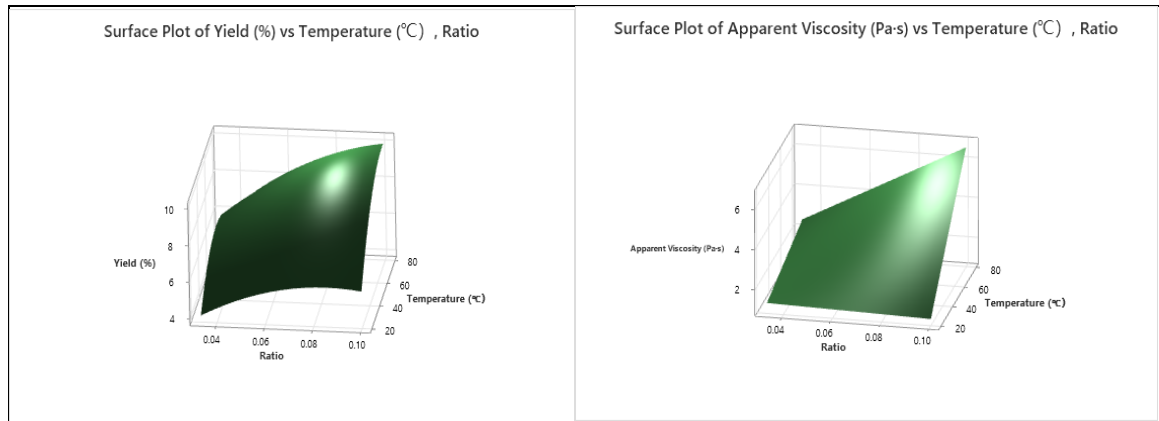 Surface Plot of Yield (%) vs Temperature (℃) , Ratio
10
8
6
4
Yield (%)
80
60
40
20
Temperature (℃)
0.04
0.06
0.08
0.10
Ratio
Surface Plot of Apparent Viscosity (Pa·s) vs Temperature (℃) , Ratio
6
4
2
Apparent Viscosity (Pa·s)
80
60
40
20
Temperature (℃)
0.04
0.06
0.08
0.10
Ratio